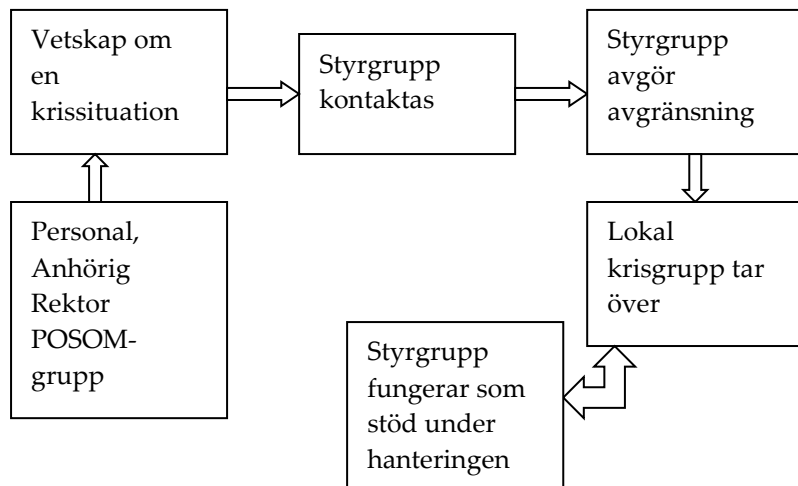 Vetskap om
en
krissituation
Styrgrupp
kontaktas
Styrgrupp
avgör
avgränsning
Personal,
Anhörig
Rektor
POSOM-
grupp
Lokal
krisgrupp tar
över
Styrgrupp
fungerar som
stöd under
hanteringen